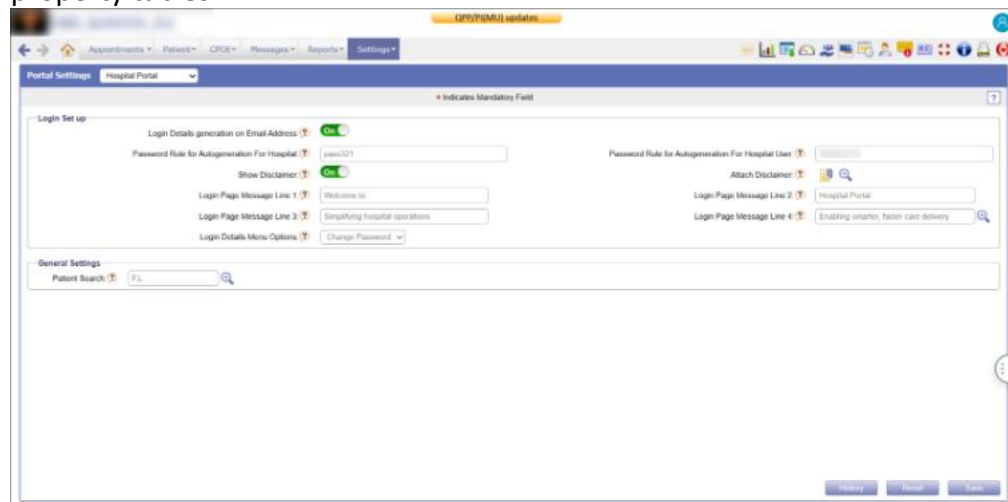 property tables
QPP/PI(MU) updates
Appointments Patient CPOE Messages Reports Settings
Portal Settings Hospital Portal
* Indicates Mandatory Field ?
Login Set up
Login Details generation on Email Address On
Password Rule for Autogeneration For Hospital pass321 Password Rule for Autogeneration For Hospital User
Show Disclaimer On Attach Disclaimer
Login Page Message Line 1 Welcome to Login Page Message Line 2 Hospital Portal
Login Page Message Line 3 Simplifying hospital operations Login Page Message Line 4 Enabling smarter, faster care delivery
Login Details Menu Options Change Password
General Settings
Patient Search F,L
History Reset Save